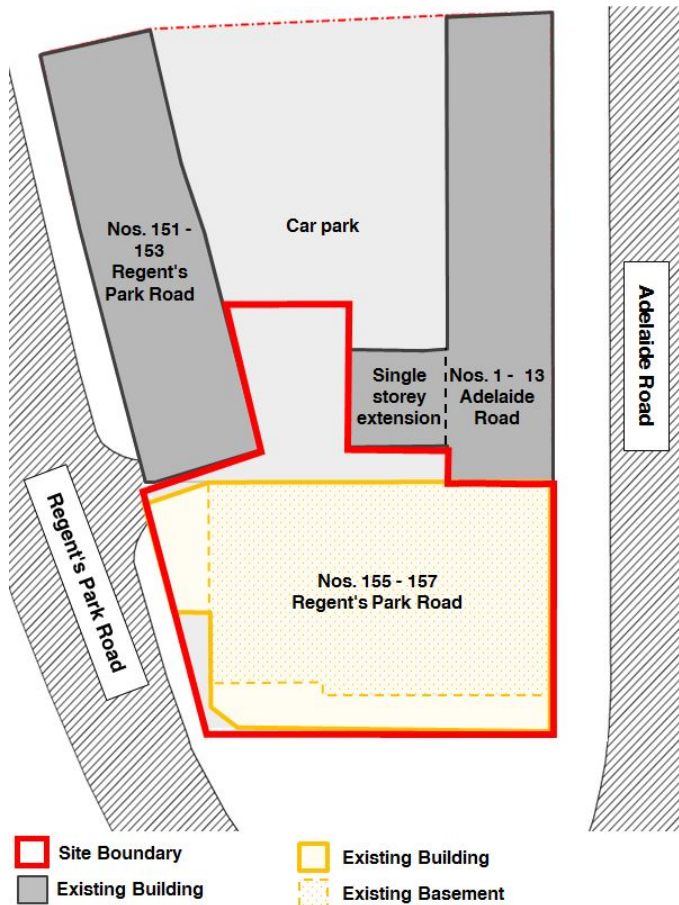 Nos. 151 -
153
Regent's
Park Road
Car park
Adelaide Road
Single
storey
extension
Nos. 1 - 13
Adelaide
Road
Regent's Park Road
Nos. 155 - 157
Regent's Park Road
Site Boundary
Existing Building
Existing Building
Existing Basement